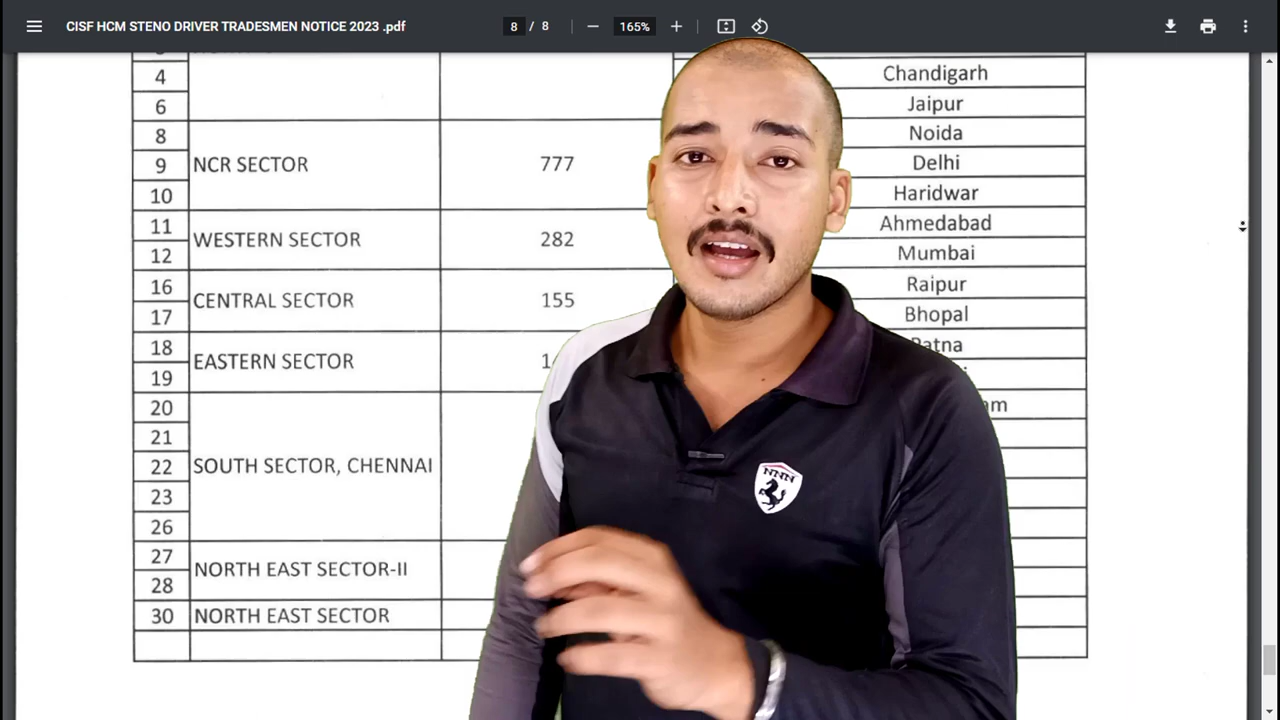 CISF HCM STENO DRIVER TRADESMEN NOTICE 2023 .pdf 8 / 8 165%
4 Chandigarh
6 Jaipur
8 Noida
9 NCR SECTOR 777 Delhi
10 Haridwar
11 Ahmedabad
WESTERN SECTOR 282
12 Mumbai
16 Raipur
CENTRAL SECTOR 155
17 Bhopal
18
EASTERN SECTOR
19
20
21
22 SOUTH SECTOR, CHENNAI
23
26
27
NORTH EAST SECTOR-II
28
30 NORTH EAST SECTOR
NNN